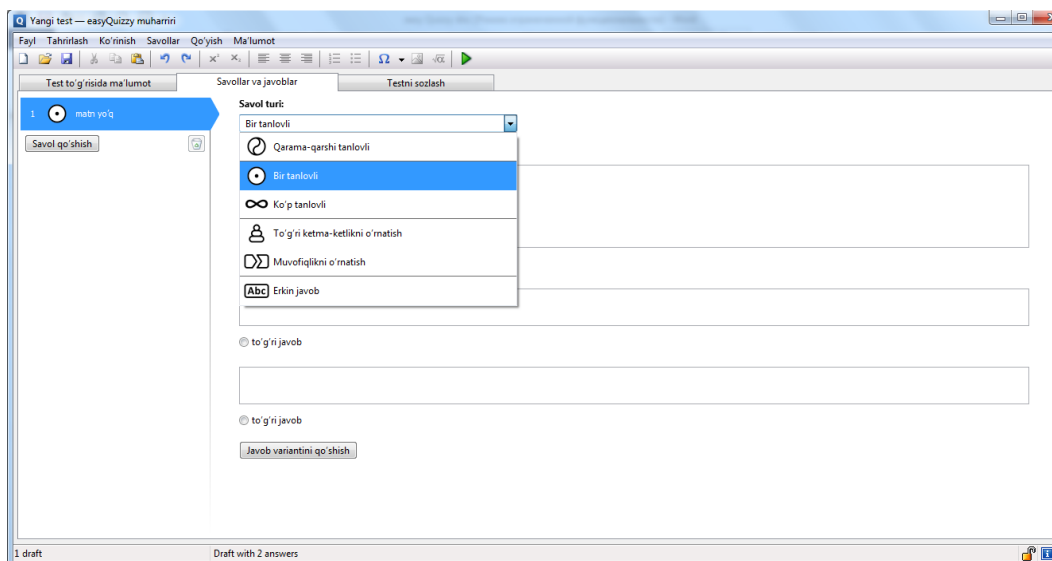 Yangi test — easyQuizzy muharriri
Fayl Tahrirlash Ko'rinish Savollar Qo'yish Ma'lumot
x² x₂ Ω √α
Test to'g'risida ma'lumot Savollar va javoblar Testni sozlash
1 matn yo'q
Savol qo'shish
Savol turi:
Bir tanlovli
Qarama-qarshi tanlovli
Bir tanlovli
Ko'p tanlovli
To'g'ri ketma-ketlikni o'rnatish
Muvofiqlikni o'rnatish
Abc Erkin javob
to'g'ri javob
to'g'ri javob
Javob variantini qo'shish
1 draft Draft with 2 answers